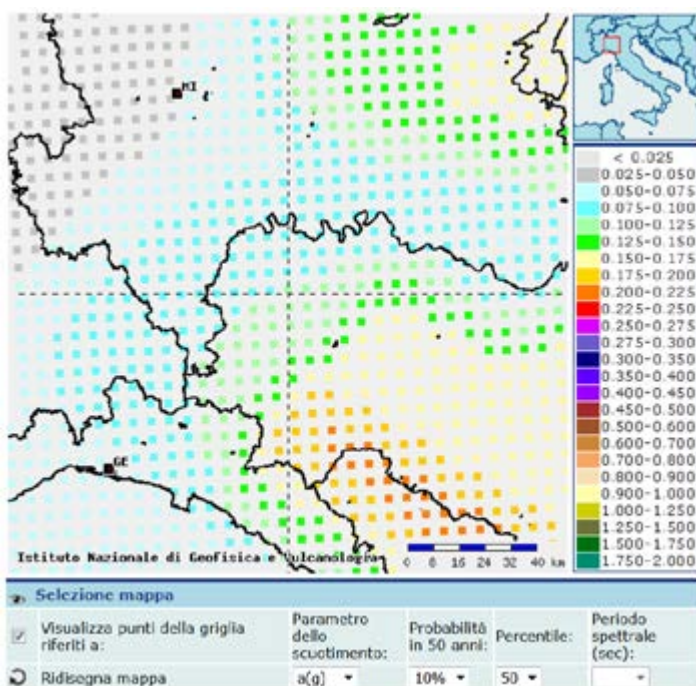 MI
GE
Istituto Nazionale di Geofisica e Vulcanologia
0 8 16 24 32 40 km
< 0.025
0.025-0.050
0.050-0.075
0.075-0.100
0.100-0.125
0.125-0.150
0.150-0.175
0.175-0.200
0.200-0.225
0.225-0.250
0.250-0.275
0.275-0.300
0.300-0.350
0.350-0.400
0.400-0.450
0.450-0.500
0.500-0.600
0.600-0.700
0.700-0.800
0.800-0.900
0.900-1.000
1.000-1.250
1.250-1.500
1.500-1.750
1.750-2.000
Selezione mappa
Visualizza punti della griglia riferiti a:
Parametro dello scuotimento:
Probabilità in 50 anni:
Percentile:
Periodo spettrale (sec):
Ridisegna mappa
a(g)
10%
50